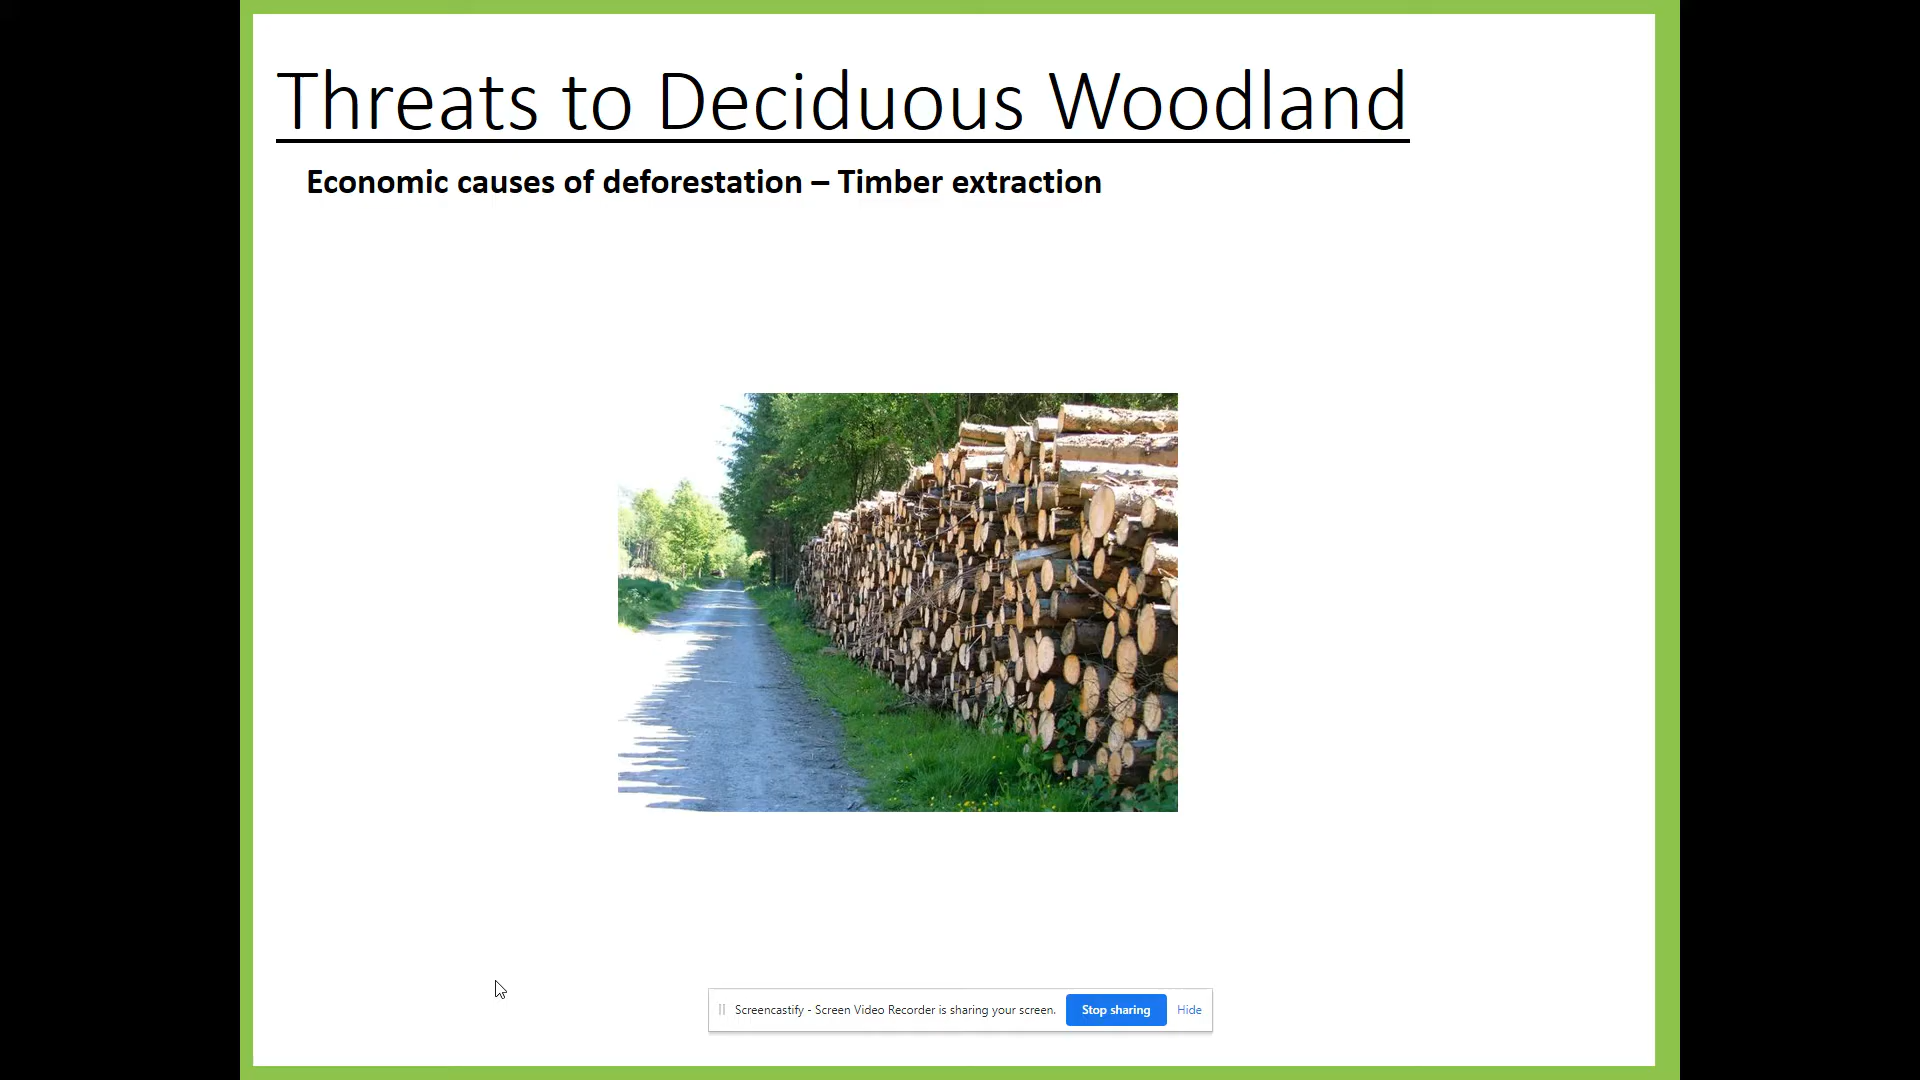 Threats to Deciduous Woodland
Economic causes of deforestation – Timber extraction
Screencastify - Screen Video Recorder is sharing your screen. Stop sharing Hide